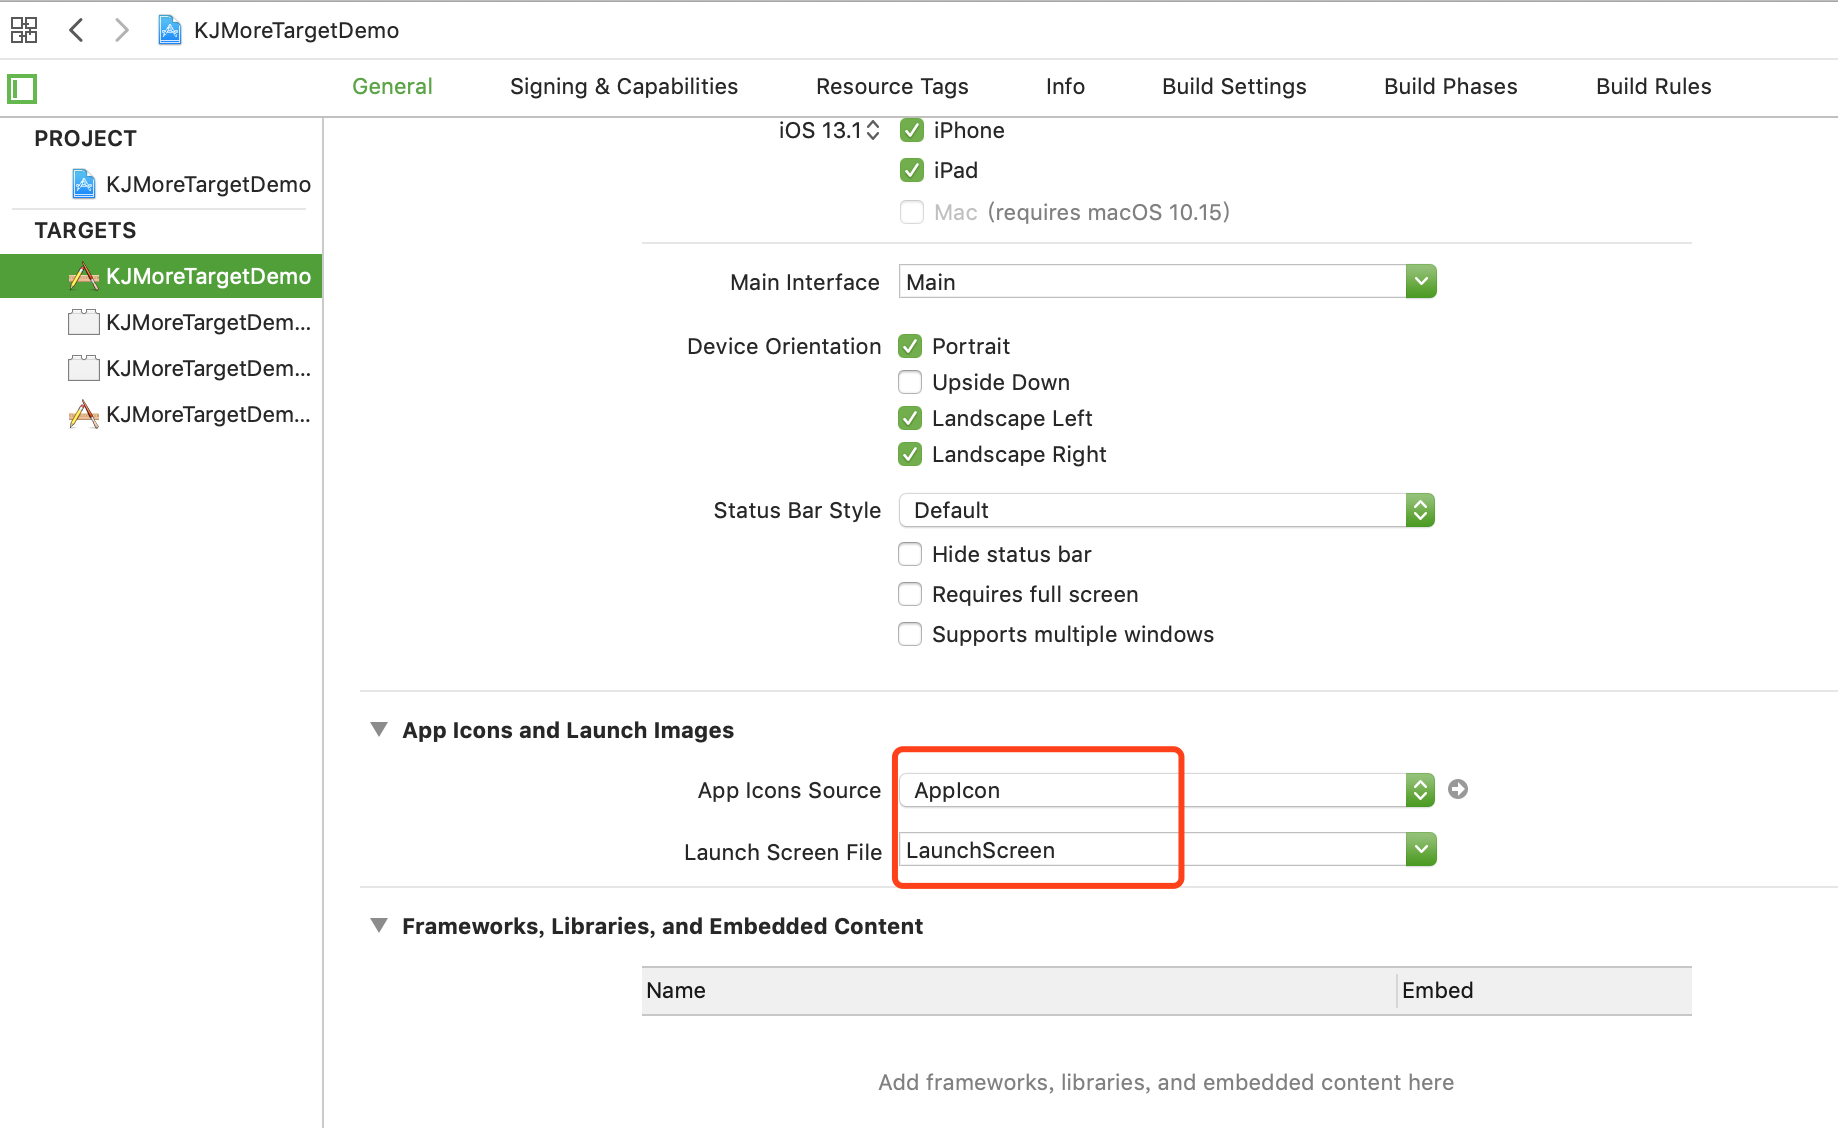 KJMoreTargetDemo
General Signing & Capabilities Resource Tags Info Build Settings Build Phases Build Rules
PROJECT
KJMoreTargetDemo
TARGETS
KJMoreTargetDemo
KJMoreTargetDem...
KJMoreTargetDem...
KJMoreTargetDem...
iOS 13.1 iPhone
iPad
Mac (requires macOS 10.15)
Main Interface Main
Device Orientation Portrait
Upside Down
Landscape Left
Landscape Right
Status Bar Style Default
Hide status bar
Requires full screen
Supports multiple windows
App Icons and Launch Images
App Icons Source AppIcon
Launch Screen File LaunchScreen
Frameworks, Libraries, and Embedded Content
Name Embed
Add frameworks, libraries, and embedded content here